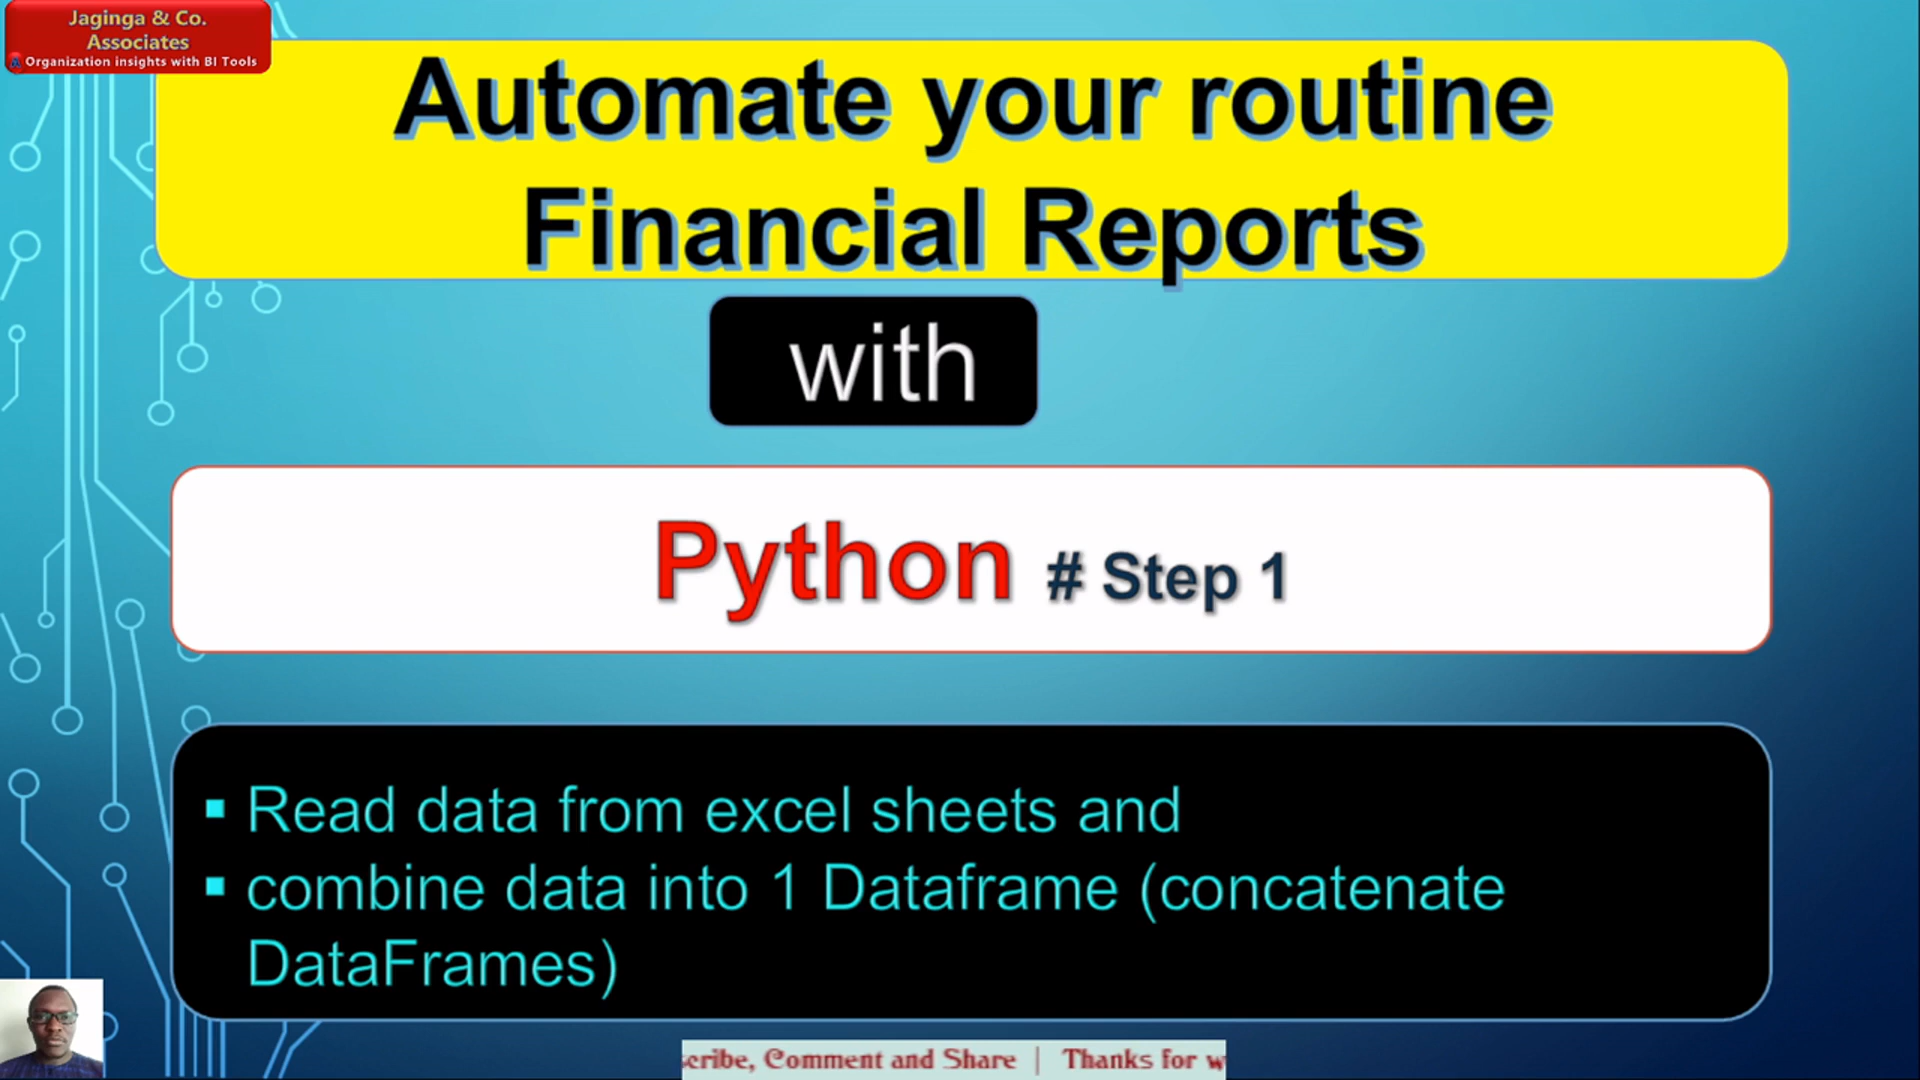 Jaginga & Co.
Associates
Organization insights with BI Tools
Automate your routine
Financial Reports
with
Python # Step 1
▪ Read data from excel sheets and
▪ combine data into 1 Dataframe (concatenate
DataFrames)
cribe, Comment and Share | Thanks for w